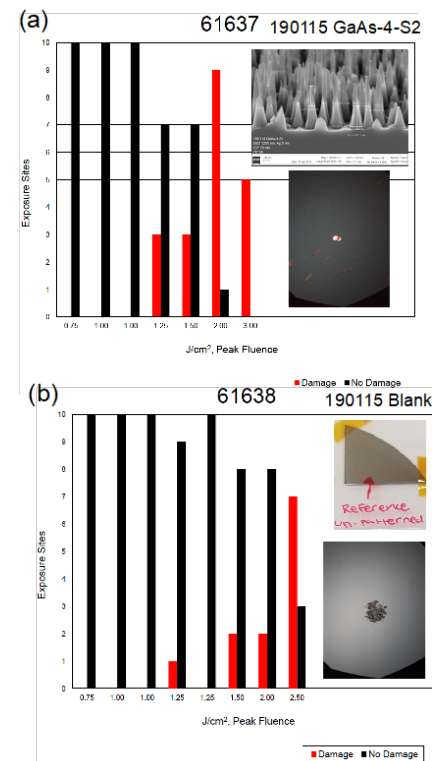 (a)
61637
190115 GaAs-4-S2
10
9
8
7
6
5
4
3
2
1
0
Exposure Sites
0.75 1.00 1.00 1.25 1.50 2.00 3.00
J/cm², Peak Fluence
Damage No Damage
(b)
61638
190115 Blank
10
9
8
7
6
5
4
3
2
1
0
Exposure Sites
Reference
un-patterned
0.75 1.00 1.00 1.25 1.25 1.50 2.00 2.50
J/cm², Peak Fluence
Damage No Damage